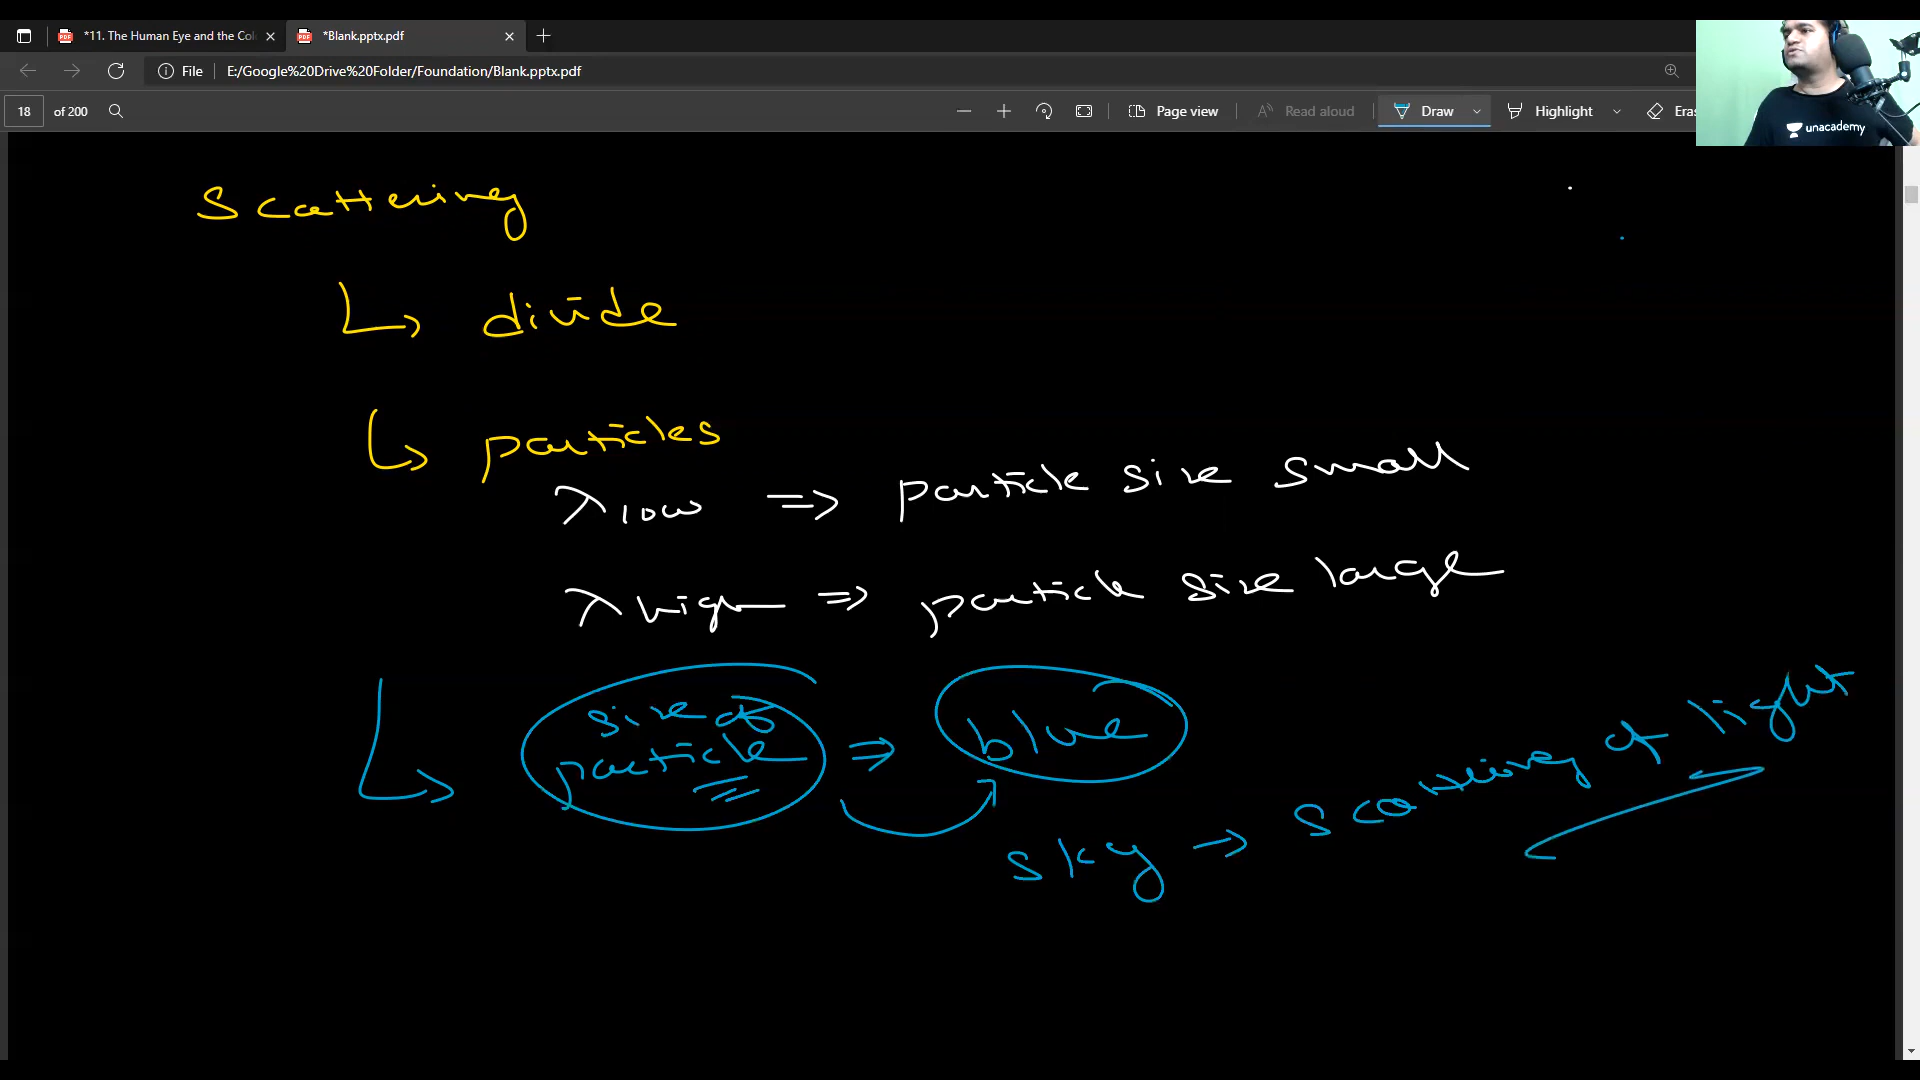 *11. The Human Eye and the Col
*Blank.pptx.pdf
File
E:/Google%20Drive%20Folder/Foundation/Blank.pptx.pdf
18 of 200
Page view
Read aloud
Draw
Highlight
Eras
unacademy
Scattering
↳ divide
↳ particles
λ low => particle size small
λ high => particle size large
↳ size of
particle => blue
sky → scattering of light